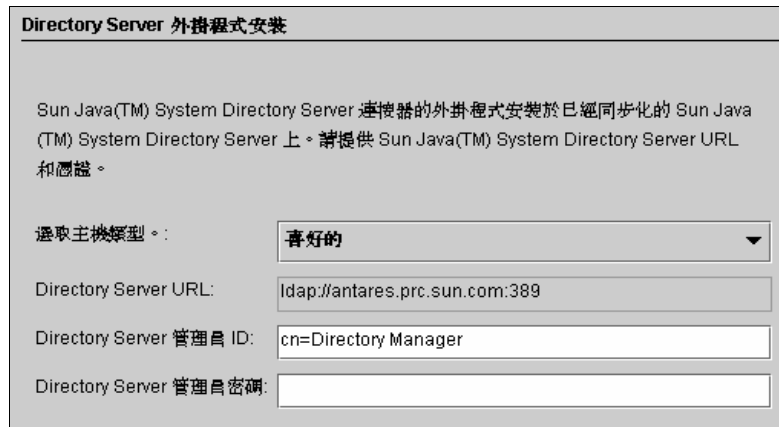 Directory Server 外掛程式安裝
Sun Java(TM) System Directory Server 連接器的外掛程式安裝於已經同步化的 Sun Java
(TM) System Directory Server 上。請提供 Sun Java(TM) System Directory Server URL
和憑證。
選取主機類型。: 喜好的
Directory Server URL: ldap://antares.prc.sun.com:389
Directory Server 管理員 ID: cn=Directory Manager
Directory Server 管理員密碼: